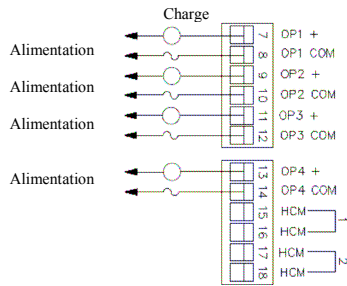 Charge
7 OP1 +
Alimentation
8 OP1 COM
9 OP2 +
Alimentation
10 OP2 COM
11 OP3 +
Alimentation
12 OP3 COM
13 OP4 +
Alimentation
14 OP4 COM
15 HCM
1
16 HCM
17 HCM
2
18 HCM